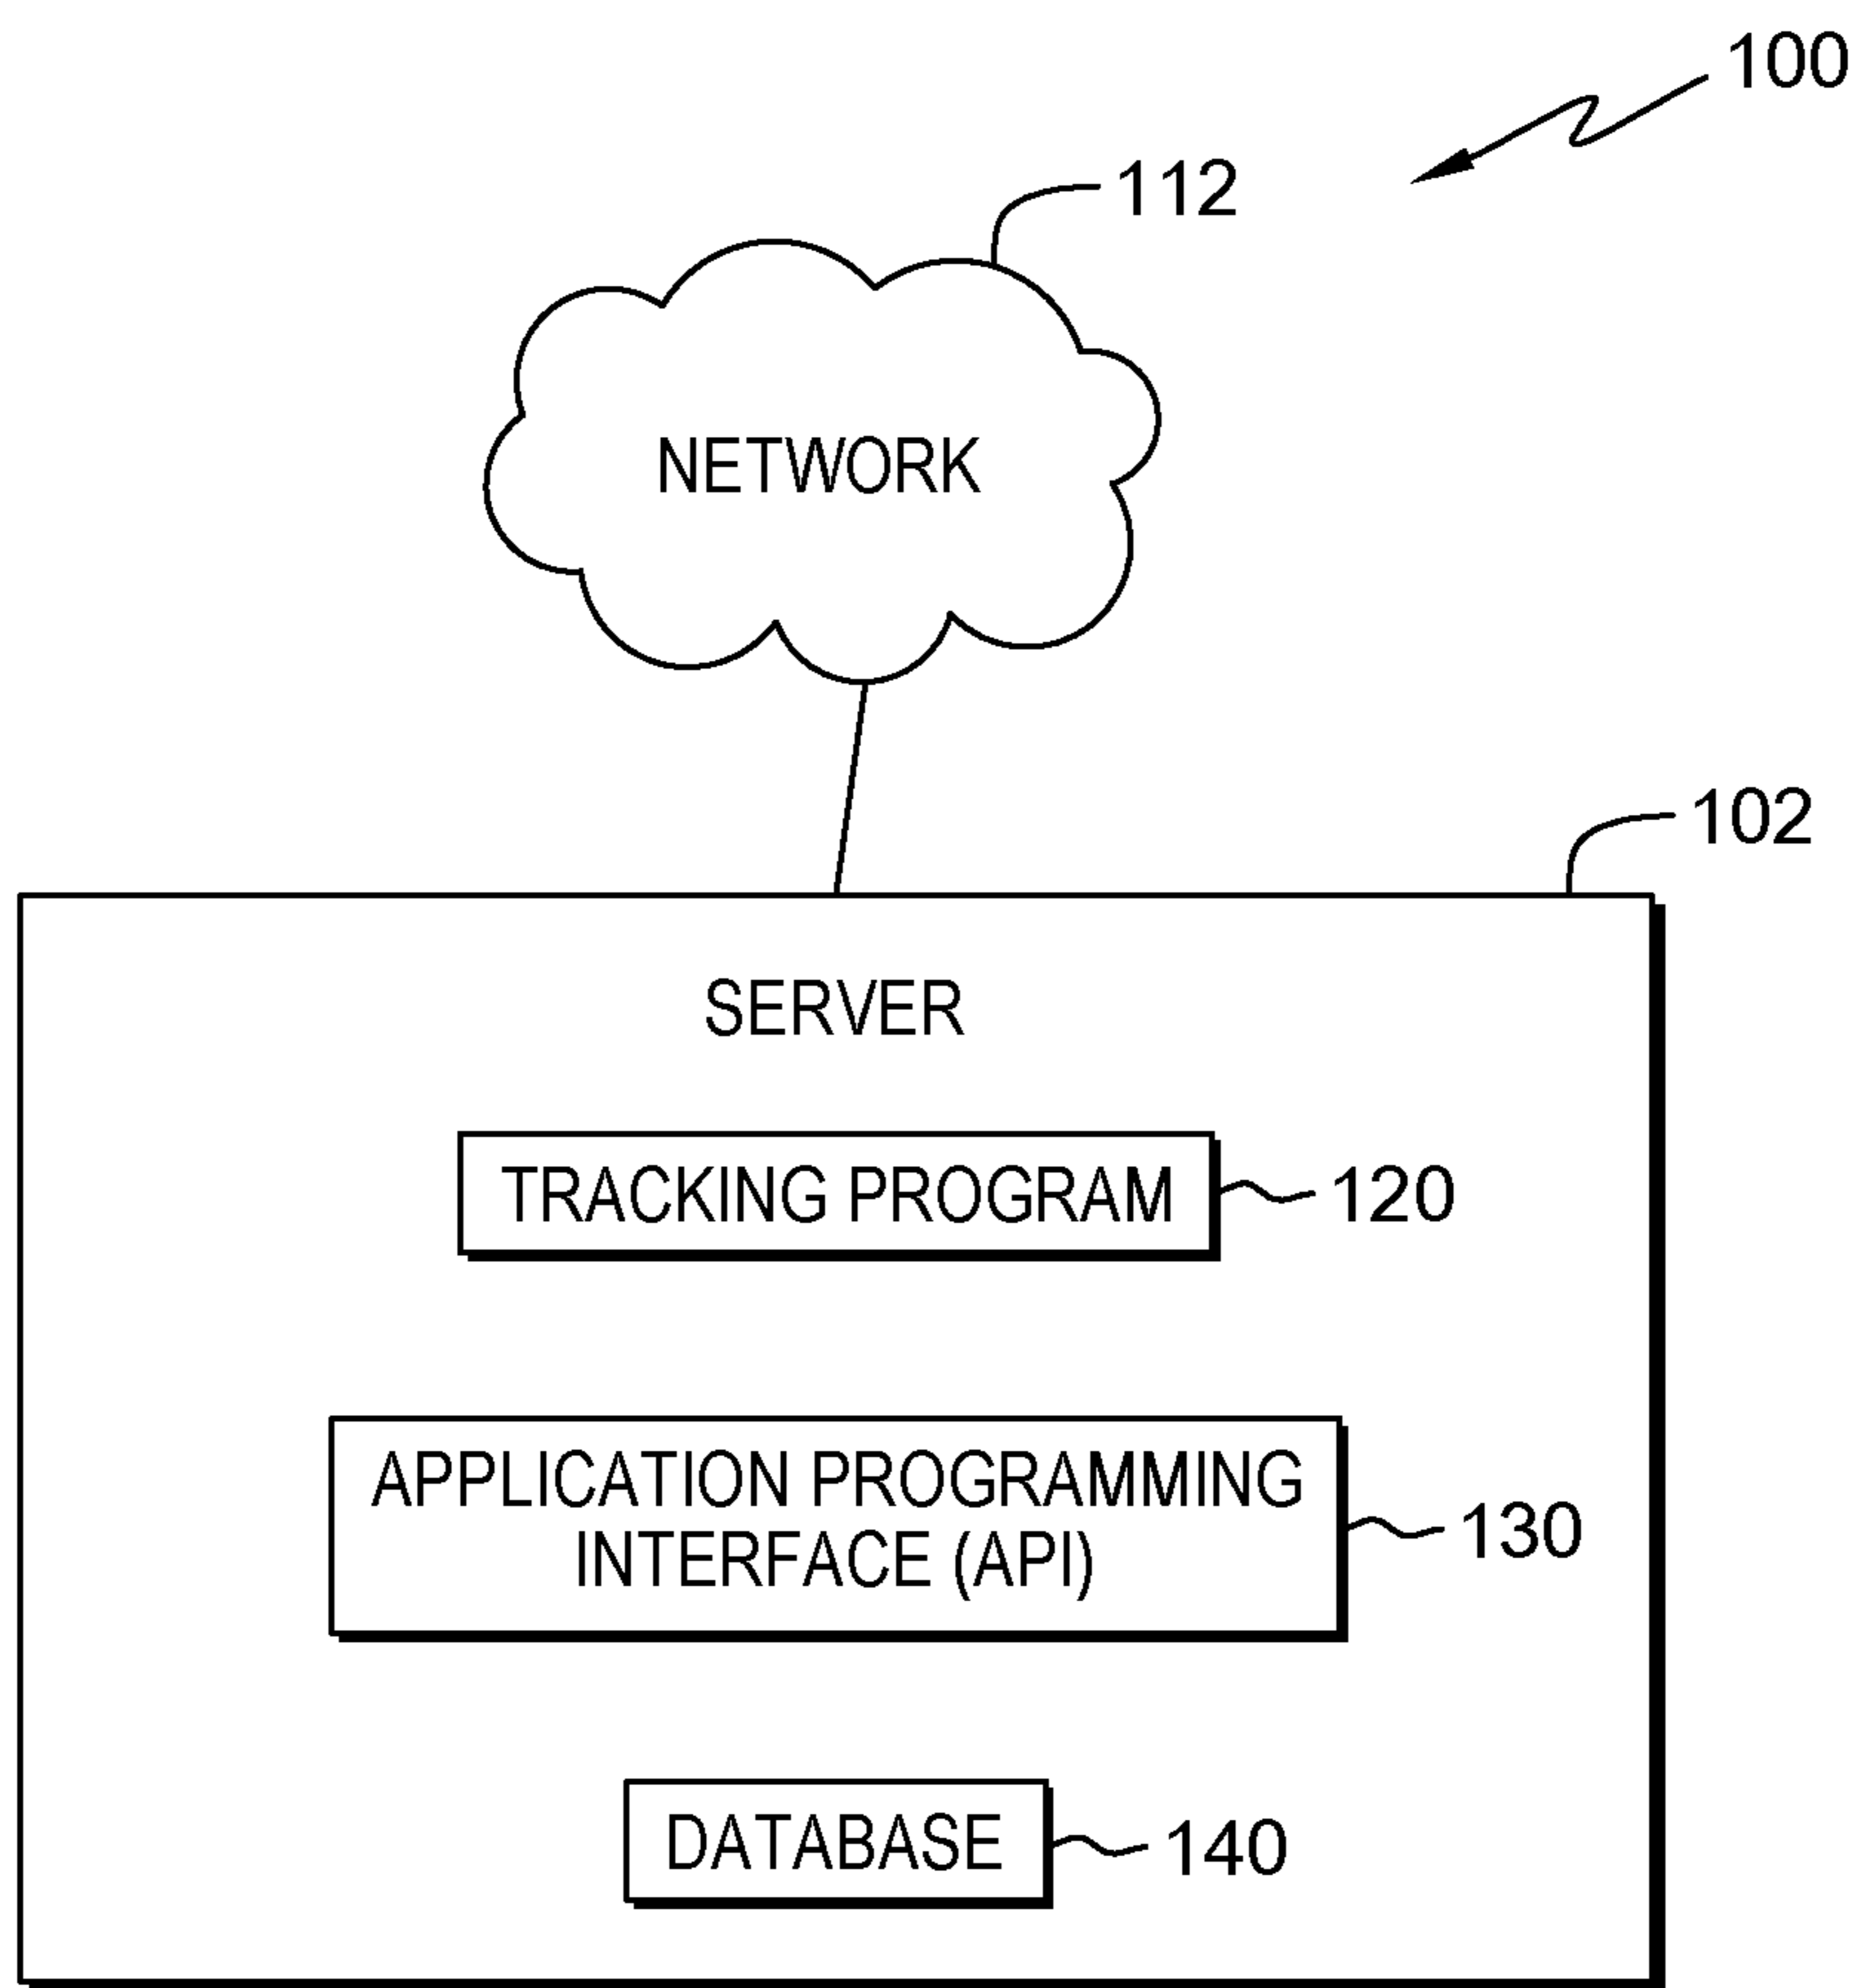 100
112
NETWORK
102
SERVER
TRACKING PROGRAM
120
APPLICATION PROGRAMMING
INTERFACE (API)
130
DATABASE
140